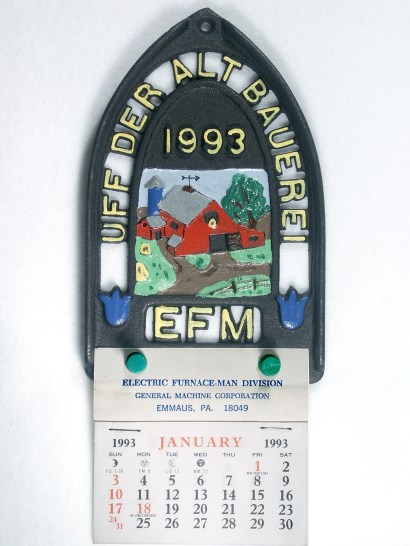 UFF DER ALT BAUEREI
1993
EFM
ELECTRIC FURNACE-MAN DIVISION
GENERAL MACHINE CORPORATION
EMMAUS, PA. 18049
1993 JANUARY 1993
SUN MON TUE WED THU FRI SAT
1 2
3 4 5 6 7 8 9
10 11 12 13 14 15 16
17 18 19 20 21 22 23
24/31 25 26 27 28 29 30